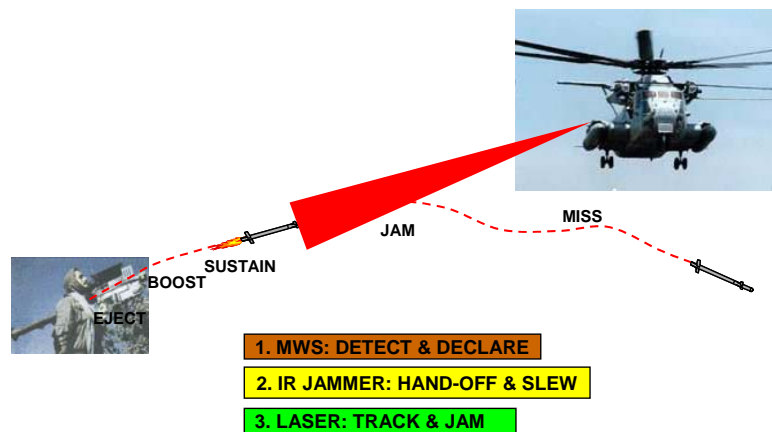 JAM
MISS
SUSTAIN
BOOST
EJECT
1. MWS: DETECT & DECLARE
2. IR JAMMER: HAND-OFF & SLEW
3. LASER: TRACK & JAM